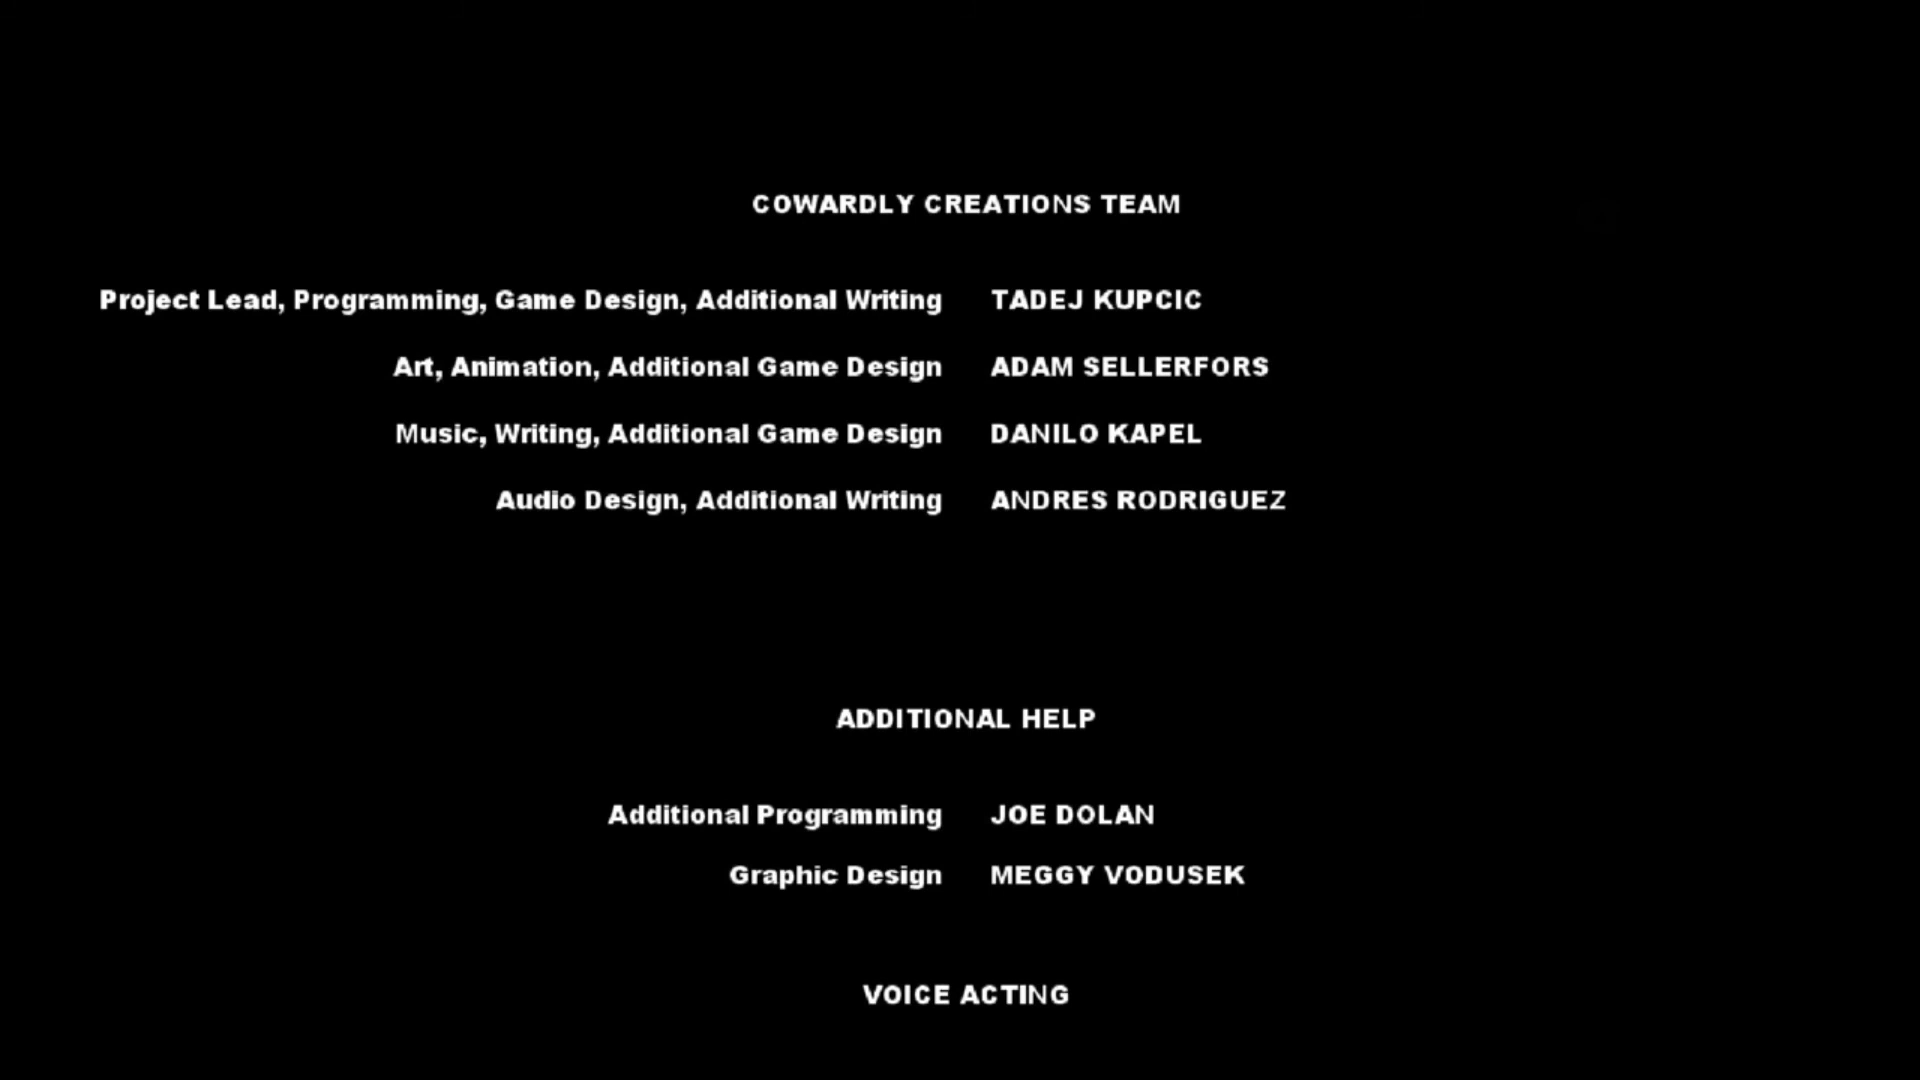 COWARDLY CREATIONS TEAM
Project Lead, Programming, Game Design, Additional Writing TADEJ KUPCIC
Art, Animation, Additional Game Design ADAM SELLERFORS
Music, Writing, Additional Game Design DANILO KAPEL
Audio Design, Additional Writing ANDRES RODRIGUEZ
ADDITIONAL HELP
Additional Programming JOE DOLAN
Graphic Design MEGGY VODUSEK
VOICE ACTING